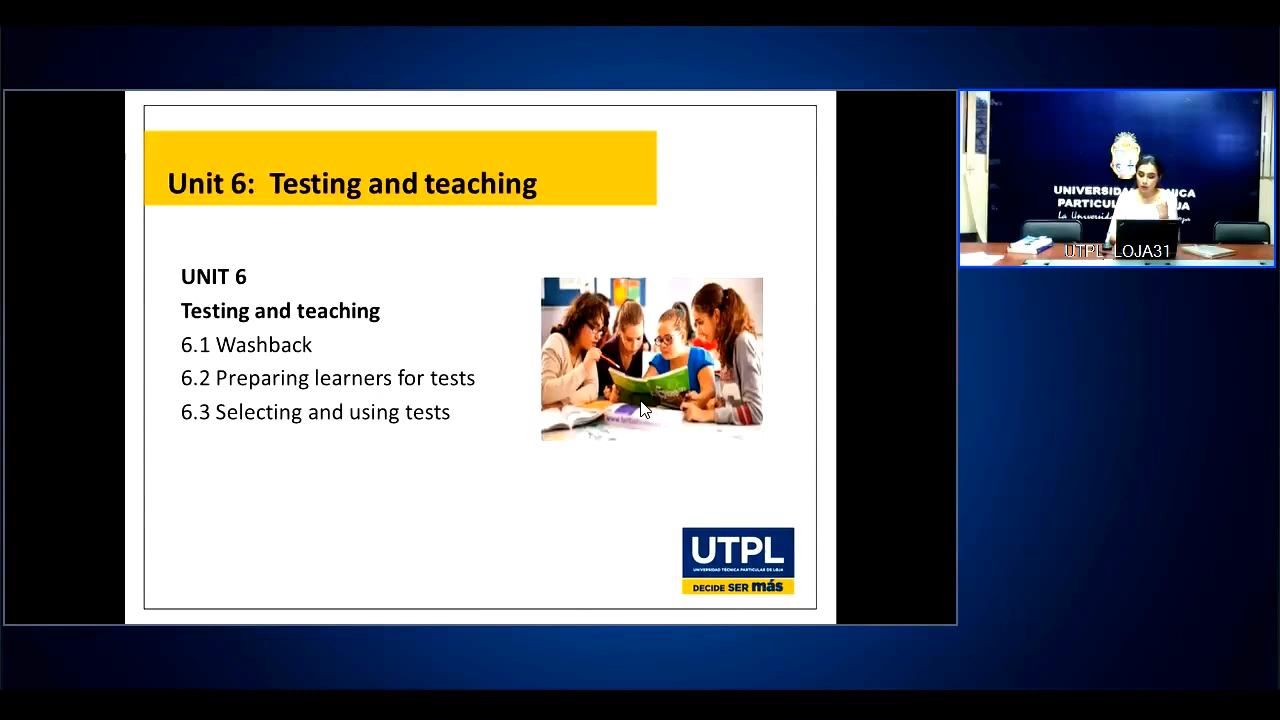 Unit 6: Testing and teaching
UNIT 6
Testing and teaching
6.1 Washback
6.2 Preparing learners for tests
6.3 Selecting and using tests
UTPL
UNIVERSIDAD TÉCNICA PARTICULAR DE LOJA
DECIDE SER más
UTPL_LOJA31